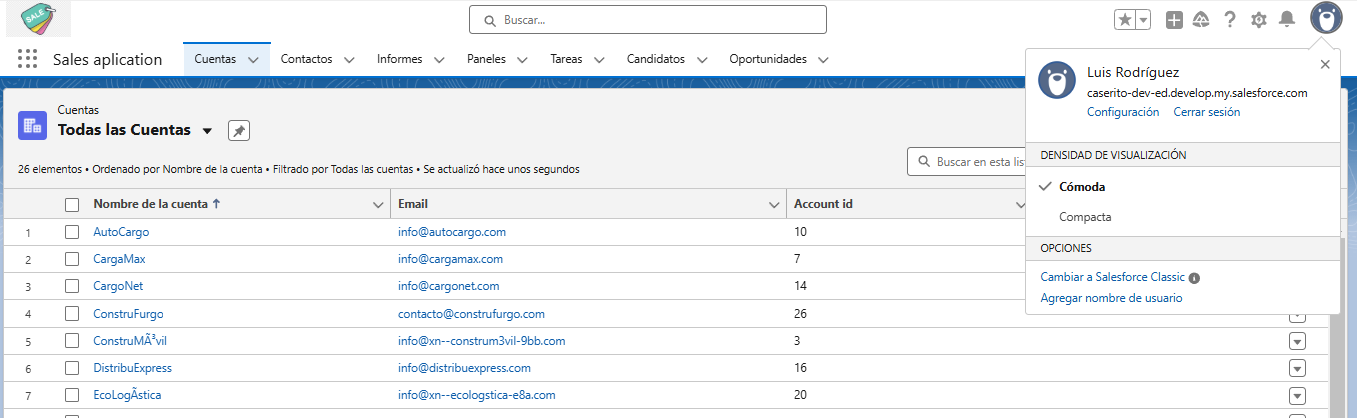 SALE
Buscar...
Sales aplication
Cuentas
Contactos
Informes
Paneles
Tareas
Candidatos
Oportunidades
Luis Rodríguez
caserito-dev-ed.develop.my.salesforce.com
Configuración Cerrar sesión
DENSIDAD DE VISUALIZACIÓN
Cómoda
Compacta
OPCIONES
Cambiar a Salesforce Classic
Agregar nombre de usuario
Cuentas
Todas las Cuentas
26 elementos • Ordenado por Nombre de la cuenta • Filtrado por Todas las cuentas • Se actualizó hace unos segundos
Buscar en esta lis
Nombre de la cuenta Email Account id
1 AutoCargo info@autocargo.com 10
2 CargaMax info@cargamax.com 7
3 CargoNet info@cargonet.com 14
4 ConstruFurgo contacto@construfurgo.com 26
5 ConstruMÃ³vil info@xn--construm3vil-9bb.com 3
6 DistribuExpress info@distribuexpress.com 16
7 EcoLogÃstica info@xn--ecologstica-e8a.com 20